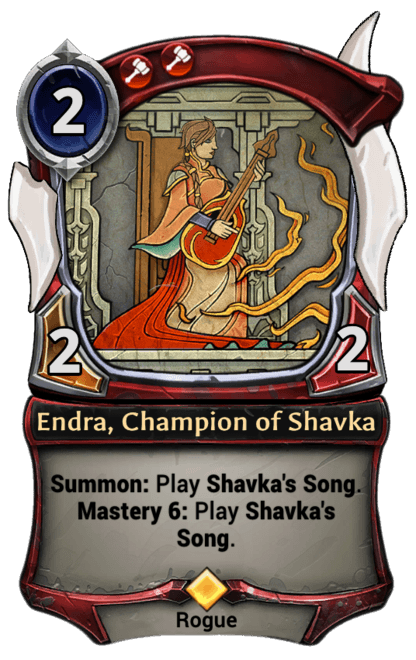 2
Endra, Champion of Shavka
2
2
Summon: Play Shavka's Song.
Mastery 6: Play Shavka's
Song.
Rogue